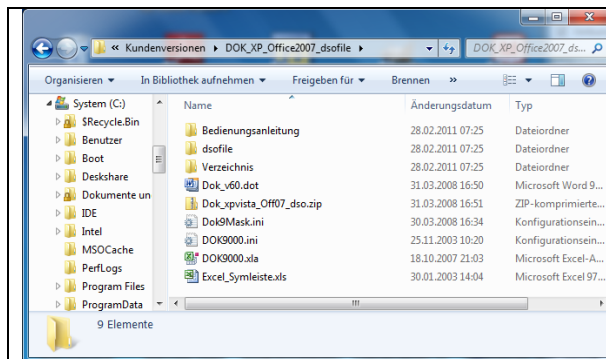 « Kundenversionen ▸ DOK_XP_Office2007_dsofile ▸ DOK_XP_Office2007_ds...
Organisieren In Bibliothek aufnehmen Freigeben für Brennen »
System (C:)
$Recycle.Bin
Benutzer
Boot
Deskshare
Dokumente un
IDE
Intel
MSOCache
PerfLogs
Program Files
ProgramData
Name Änderungsdatum Typ
Bedienungsanleitung 28.02.2011 07:25 Dateiordner
dsofile 28.02.2011 07:25 Dateiordner
Verzeichnis 28.02.2011 07:25 Dateiordner
Dok_v60.dot 31.03.2008 16:50 Microsoft Word 9...
Dok_xpvista_Off07_dso.zip 31.03.2008 16:51 ZIP-komprimierte...
Dok9Mask.ini 30.03.2008 16:34 Konfigurationsein...
DOK9000.ini 25.11.2003 10:20 Konfigurationsein...
DOK9000.xla 18.10.2007 21:03 Microsoft Excel-A...
Excel_Symleiste.xls 30.01.2003 14:04 Microsoft Excel 97...
9 Elemente